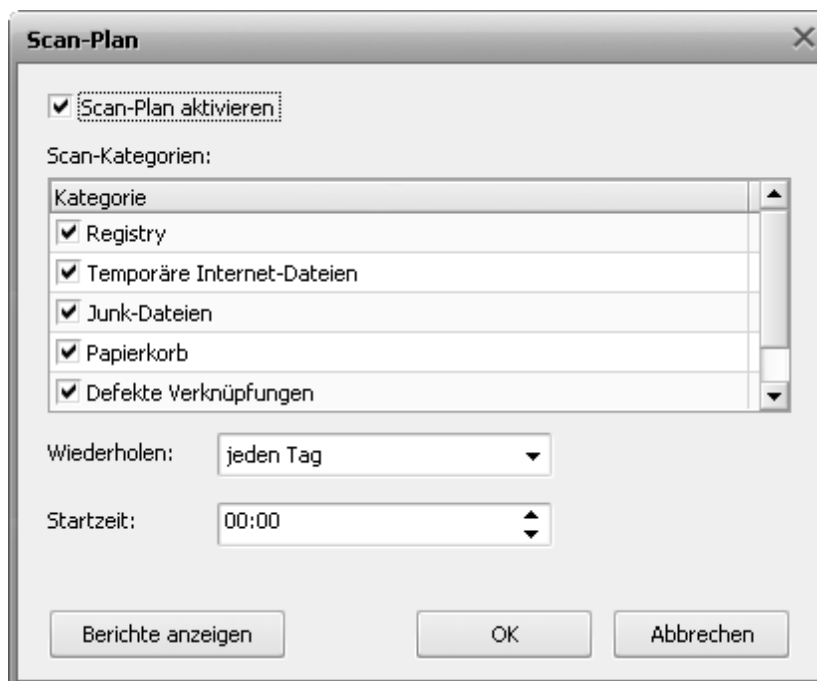 Scan-Plan
Scan-Plan aktivieren
Scan-Kategorien:
Kategorie
Registry
Temporäre Internet-Dateien
Junk-Dateien
Papierkorb
Defekte Verknüpfungen
Wiederholen: jeden Tag
Startzeit: 00:00
Berichte anzeigen OK Abbrechen